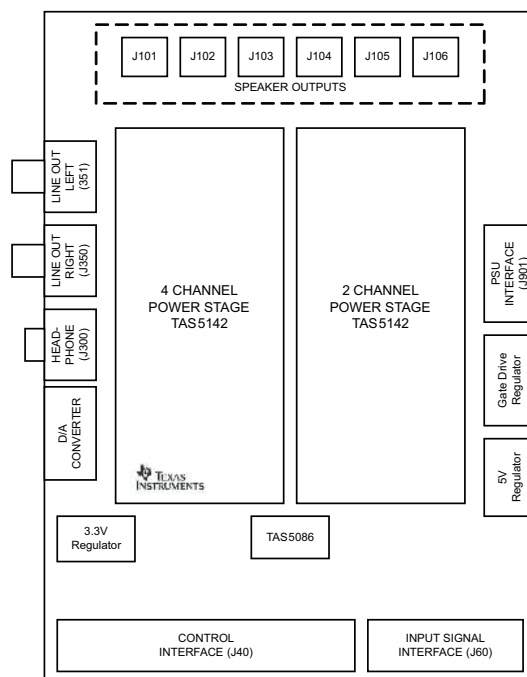 J101 J102 J103 J104 J105 J106
SPEAKER OUTPUTS
LINE OUT
LEFT
(351)
LINE OUT
RIGHT
(J350)
HEAD-
PHONE
(J300)
D/A
CONVERTER
4 CHANNEL
POWER STAGE
TAS5142
TEXAS
INSTRUMENTS
2 CHANNEL
POWER STAGE
TAS5142
PSU
INTERFACE
(J901)
Gate Drive
Regulator
5V
Regulator
3.3V
Regulator
TAS5086
CONTROL
INTERFACE (J40)
INPUT SIGNAL
INTERFACE (J60)